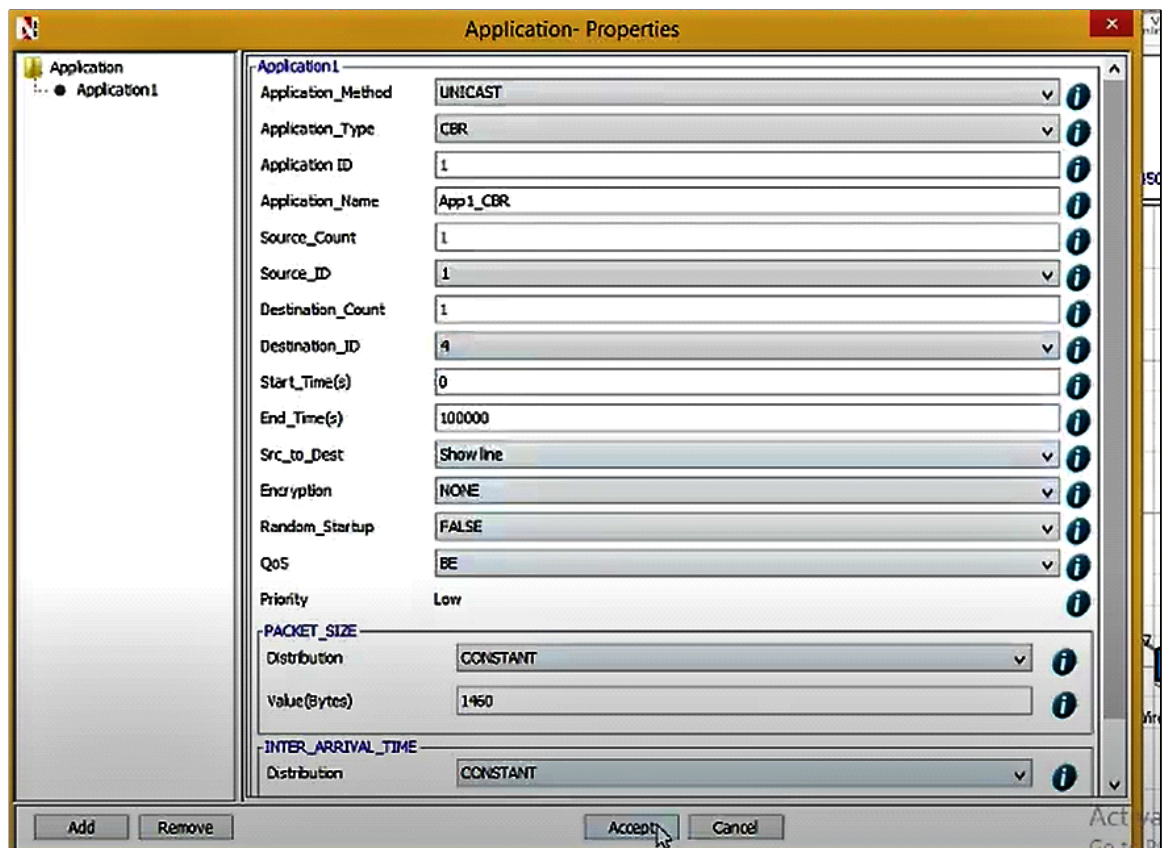 Application- Properties
Application
Application1
Application1
Application_Method UNICAST
Application_Type CBR
Application ID 1
Application_Name App1_CBR
Source_Count 1
Source_ID 1
Destination_Count 1
Destination_ID 4
Start_Time(s) 0
End_Time(s) 100000
Src_to_Dest Show line
Encryption NONE
Random_Startup FALSE
QoS BE
Priority Low
PACKET_SIZE
Distribution CONSTANT
Value(Bytes) 1460
INTER_ARRIVAL_TIME
Distribution CONSTANT
Add Remove Accept Cancel